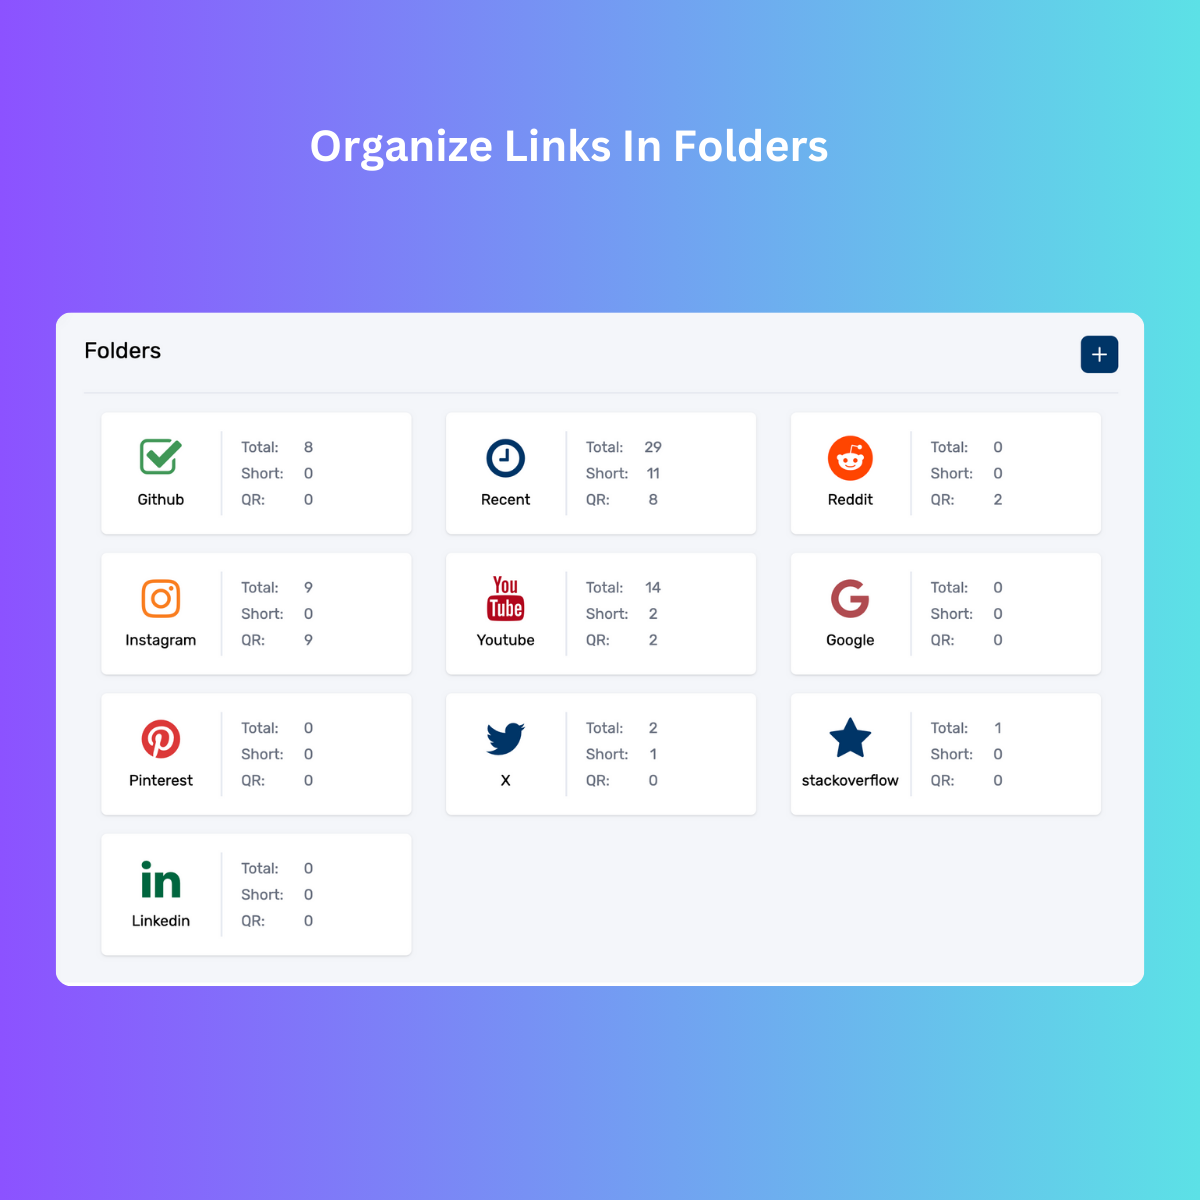 Organize Links In Folders
Folders
Total: 8
Short: 0
Github
QR: 0
Total: 29
Short: 11
Recent
QR: 8
Total: 0
Short: 0
Reddit
QR: 2
Total: 9
Short: 0
Instagram
QR: 9
You
Tube
Total: 14
Short: 2
Youtube
QR: 2
Total: 0
Short: 0
Google
QR: 0
Total: 0
Short: 0
Pinterest
QR: 0
Total: 2
Short: 1
X
QR: 0
Total: 1
Short: 0
stackoverflow
QR: 0
in
Total: 0
Short: 0
Linkedin
QR: 0